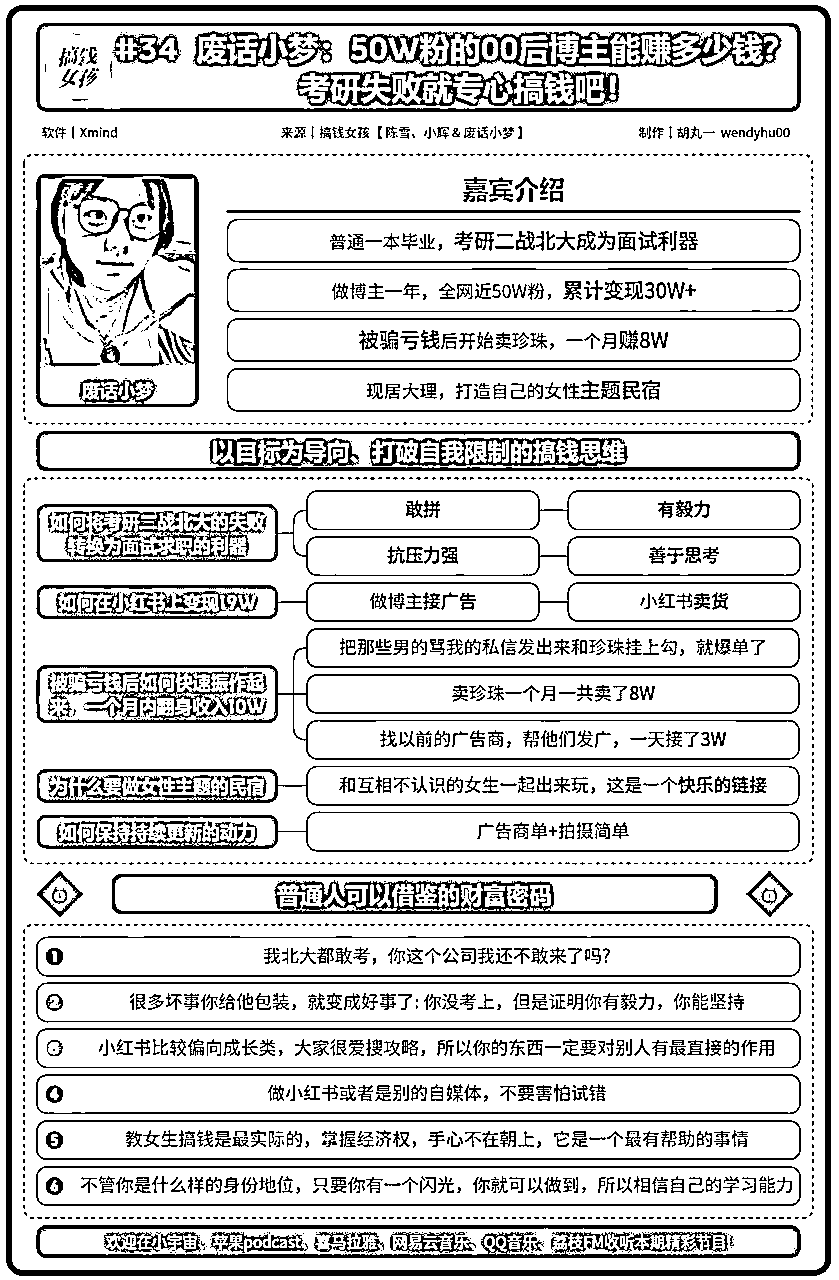 搞钱
女孩
#34 废话小梦：50W粉的00后博主能赚多少钱？
考研失败就专心搞钱吧！
软件｜Xmind
来源｜搞钱女孩【陈雪、小辉＆废话小梦】
制作｜胡丸一 wendyhu00
嘉宾介绍
普通一本毕业，考研二战北大成为面试利器
做博主一年，全网近50W粉，累计变现30W+
被骗亏钱后开始卖珍珠，一个月赚8W
现居大理，打造自己的女性主题民宿
废话小梦
以目标为导向、打破自我限制的搞钱思维
如何将考研二战北大的失败
转换为面试求职的利器
敢拼
有毅力
抗压力强
善于思考
如何在小红书上变现19W
做博主接广告
小红书卖货
被骗亏钱后如何快速振作起
来，一个月内翻身收入10W
把那些男的骂我的私信发出来和珍珠挂上勾，就爆单了
卖珍珠一个月一共卖了8W
找以前的广告商，帮他们发广，一天接了3W
为什么要做女性主题的民宿
和互相不认识的女生一起出来玩，这是一个快乐的链接
如何保持持续更新的动力
广告商单+拍摄简单
普通人可以借鉴的财富密码
1 我北大都敢考，你这个公司我还不敢来了吗？
2 很多坏事你给他包装，就变成好事了：你没考上，但是证明你有毅力，你能坚持
3 小红书比较偏向成长类，大家很爱搜攻略，所以你的东西一定要对别人有最直接的作用
4 做小红书或者是别的自媒体，不要害怕试错
5 教女生搞钱是最实际的，掌握经济权，手心不在朝上，它是一个最有帮助的事情
6 不管你是什么样的身份地位，只要你有一个闪光，你就可以做到，所以相信自己的学习能力
欢迎在小宇宙、苹果podcast、喜马拉雅、网易云音乐、QQ音乐、荔枝FM收听本期精彩节目！